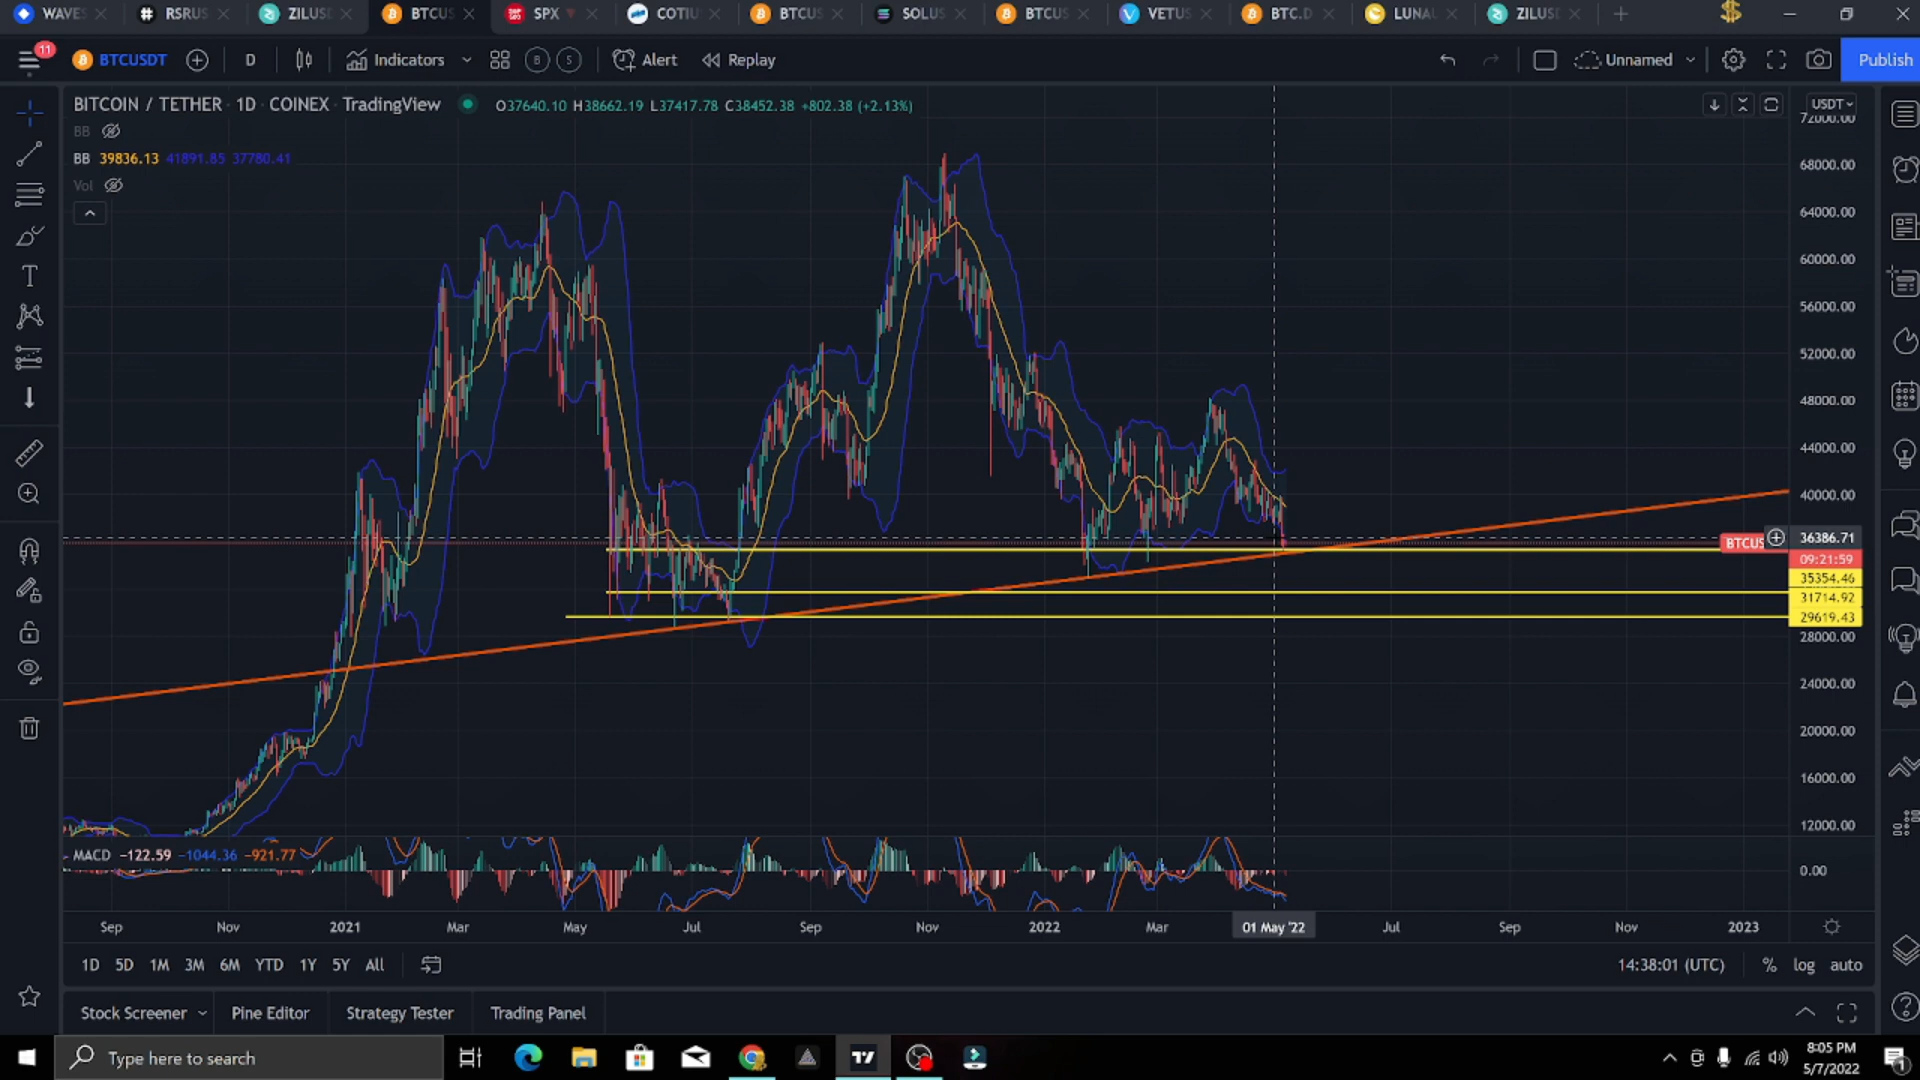 WAVES RSRUS ZILUSD BTCUS SPX COTIU BTCUS SOLUS BTCUS VETUS BTC.D LUNAU ZILUSD
11 BTCUSDT D Indicators B S Alert Replay Unnamed Publish
BITCOIN / TETHER · 1D · COINEX · TradingView O37640.10 H38662.19 L37417.78 C38452.38 +802.38 (+2.13%)
USDT
BB
BB 39836.13 41891.85 37780.41
Vol
72000.00
68000.00
64000.00
60000.00
56000.00
52000.00
48000.00
44000.00
40000.00
BTCUS 36386.71
09:21:59
35354.46
31714.92
29619.43
28000.00
24000.00
20000.00
16000.00
12000.00
MACD −122.59 −1044.36 −921.77
0.00
Sep Nov 2021 Mar May Jul Sep Nov 2022 Mar 01 May '22 Jul Sep Nov 2023
1D 5D 1M 3M 6M YTD 1Y 5Y All 14:38:01 (UTC) % log auto
Stock Screener Pine Editor Strategy Tester Trading Panel
Type here to search
8:05 PM
5/7/2022
1